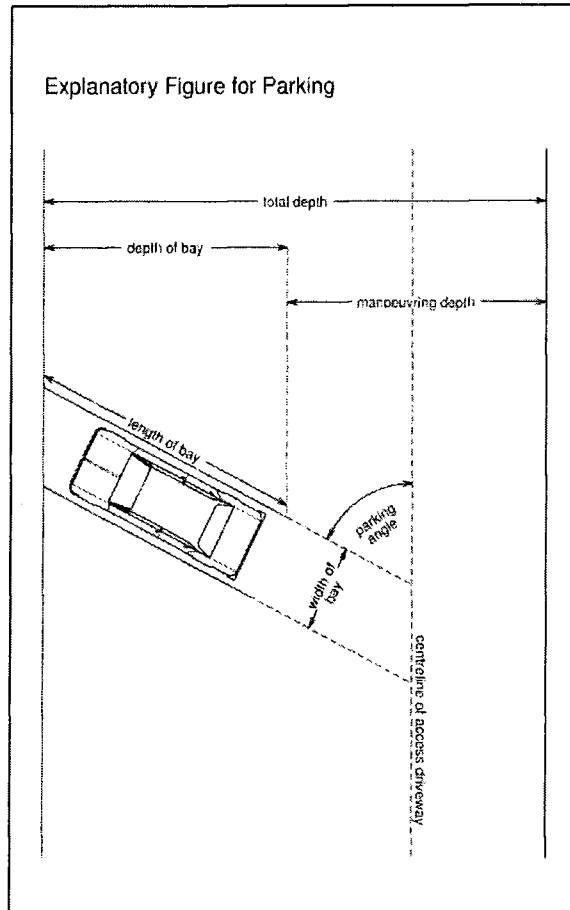 Explanatory Figure for Parking
total depth
depth of bay
manoeuvring depth
length of bay
parking
angle
width of
bay
centreline of access driveway